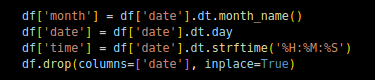 df['month'] = df['date'].dt.month_name()
df['date'] = df['date'].dt.day
df['time'] = df['date'].dt.strftime('%H:%M:%S')
df.drop(columns=['date'], inplace=True)